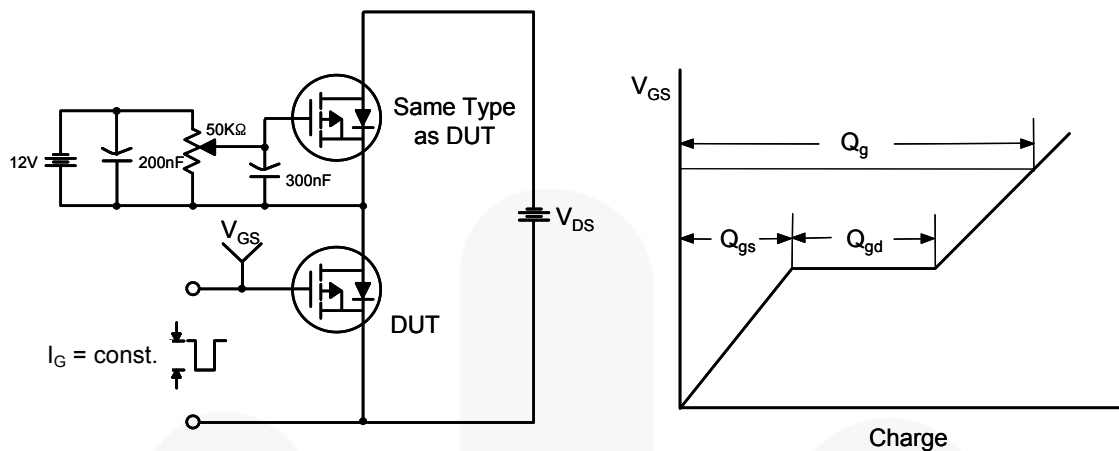 Same Type
as DUT
50KΩ
12V
200nF
300nF
V_GS
V_DS
DUT
I_G = const.
V_GS
Q_g
Q_gs
Q_gd
Charge